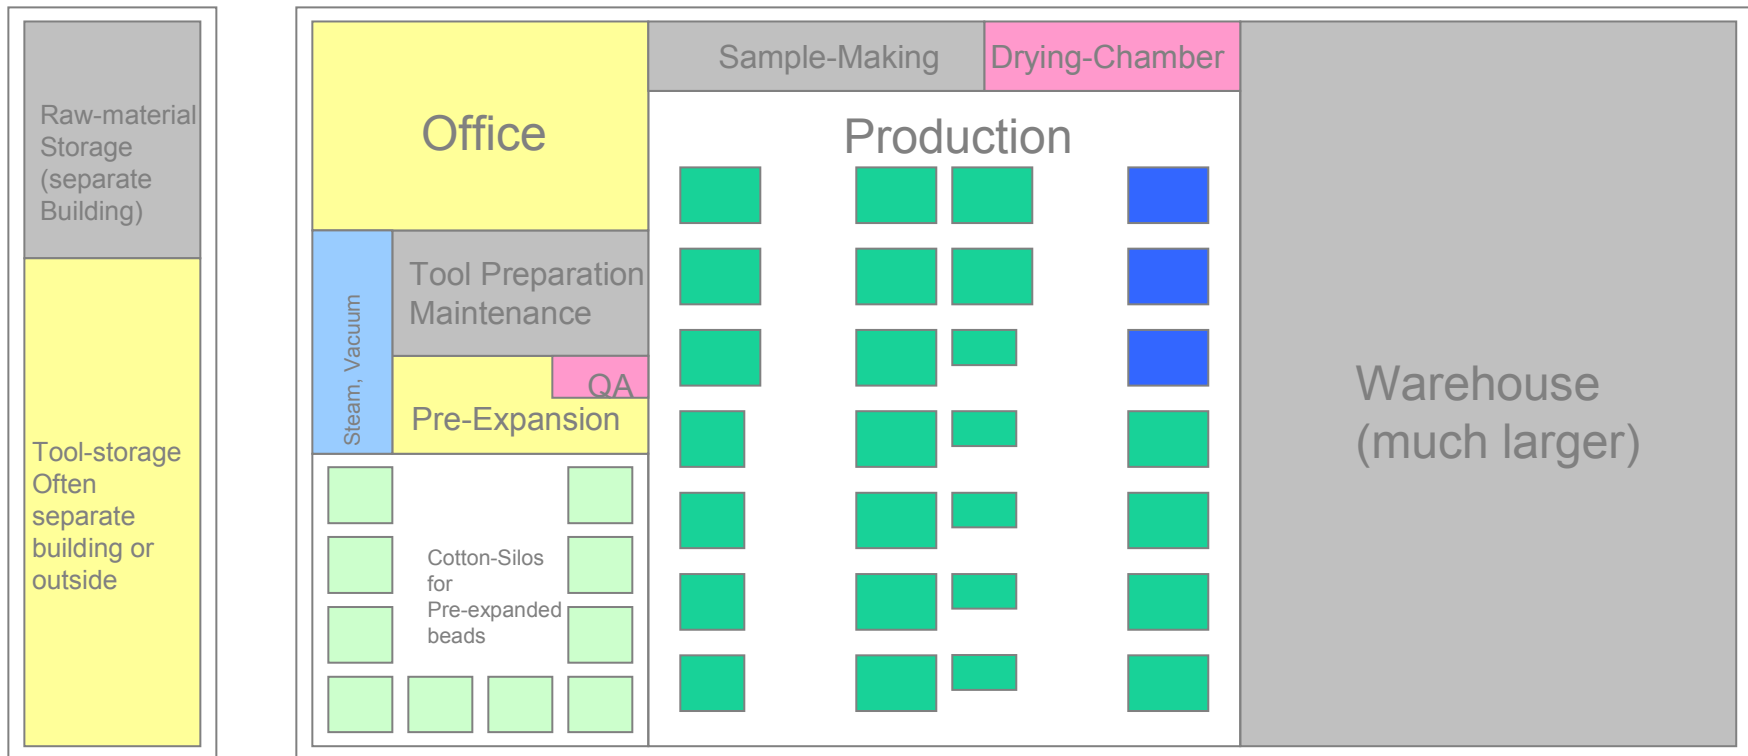 Raw-material
Storage
(separate
Building)
Tool-storage
Often
separate
building or
outside
Office
Steam, Vacuum
Tool Preparation
Maintenance
QA
Pre-Expansion
Cotton-Silos
for
Pre-expanded
beads
Sample-Making
Drying-Chamber
Production
Warehouse
(much larger)